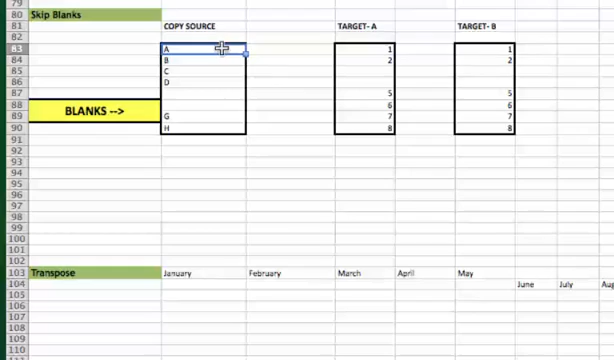 79
80 Skip Blanks
81 COPY SOURCE TARGET- A TARGET- B
82
83 A 1 1
84 B 2 2
85 C
86 D
87 5 5
88 BLANKS --> 6 6
89 G 7 7
90 H 8 8
91
92
93
94
95
96
97
98
99
100
101
102
103 Transpose January February March April May
104 June July
105
106
107
108
109
110